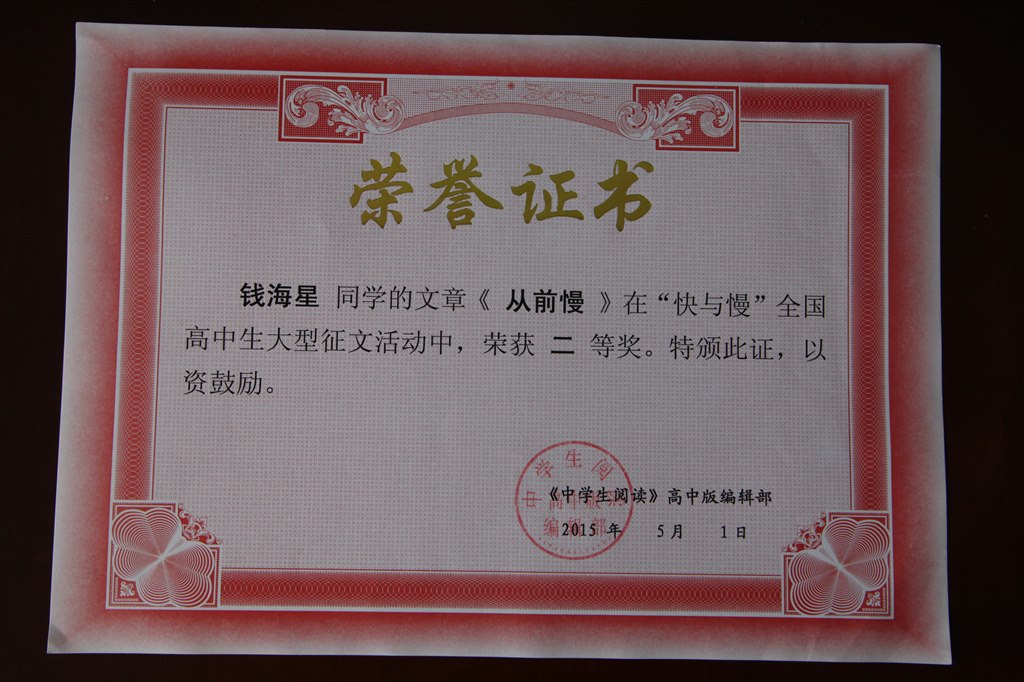 荣誉证书
钱海星 同学的文章《 从前慢 》在“快与慢”全国
高中生大型征文活动中，荣获 二 等奖。特颁此证，以
资鼓励。
《中学生阅读》高中版编辑部
2015 年 5 月 1 日